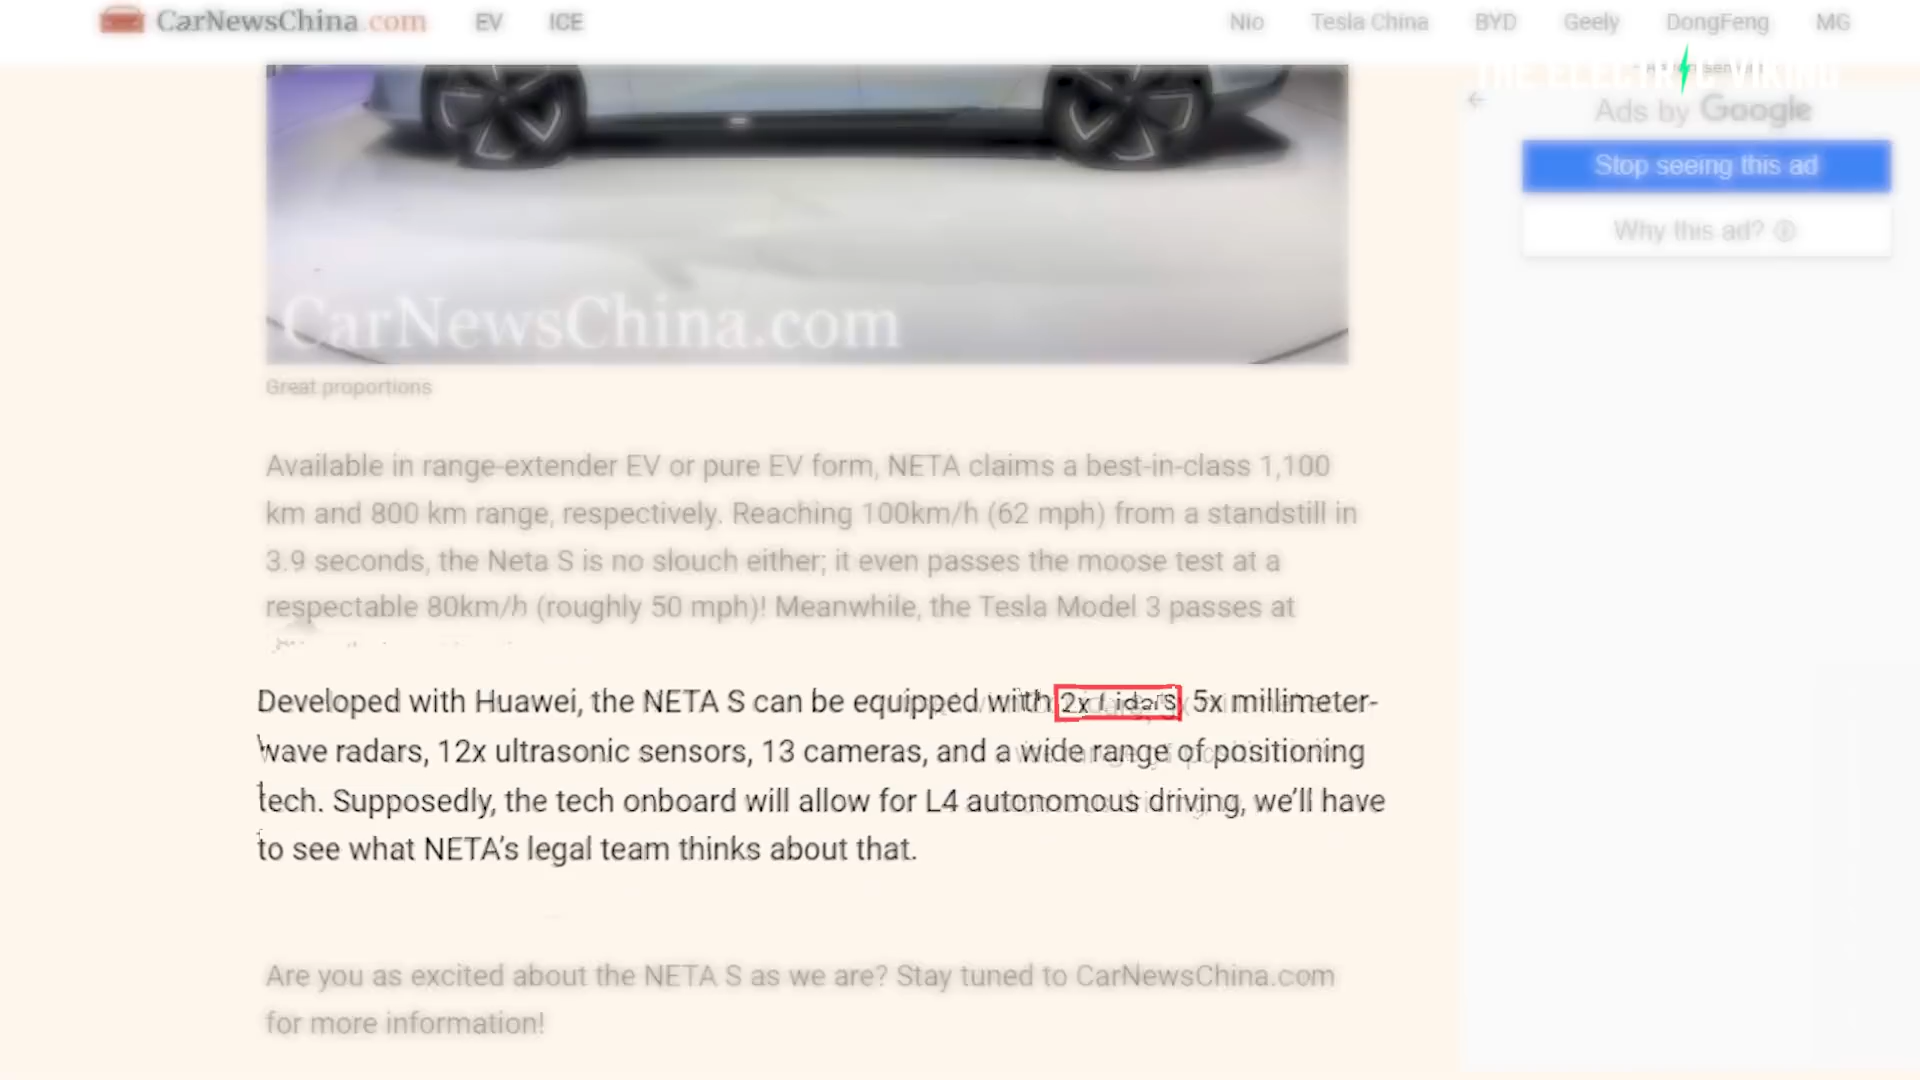 CarNewsChina.com EV ICE Nio Tesla China BYD Geely DongFeng MG
THE ELECTRIC VIKING
Ads by Google
Stop seeing this ad
Why this ad?
CarNewsChina.com
Great proportions
Available in range-extender EV or pure EV form, NETA claims a best-in-class 1,100
km and 800 km range, respectively. Reaching 100km/h (62 mph) from a standstill in
3.9 seconds, the Neta S is no slouch either; it even passes the moose test at a
respectable 80km/h (roughly 50 mph)! Meanwhile, the Tesla Model 3 passes at
Developed with Huawei, the NETA S can be equipped with 2x Lidars, 5x millimeter-
wave radars, 12x ultrasonic sensors, 13 cameras, and a wide range of positioning
tech. Supposedly, the tech onboard will allow for L4 autonomous driving, we’ll have
to see what NETA’s legal team thinks about that.
Are you as excited about the NETA S as we are? Stay tuned to CarNewsChina.com
for more information!